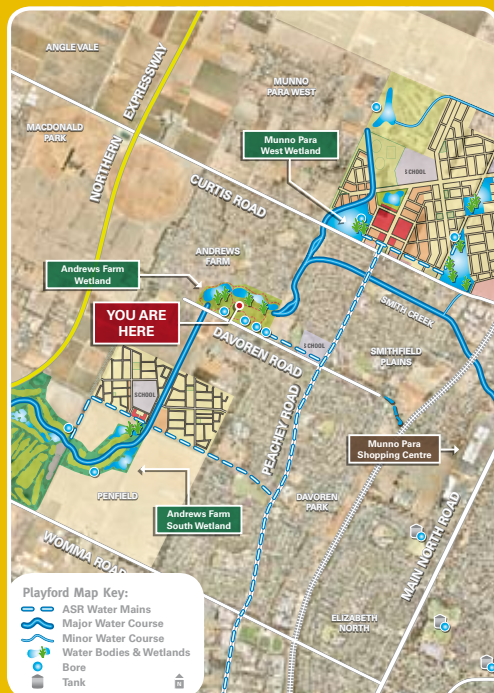 ANGLE VALE
NORTHERN EXPRESSWAY
MUNNO
PARA WEST
MACDONALD
PARK
Munno Para
West Wetland
SCHOOL
CURTIS ROAD
ANDREWS
FARM
Andrews Farm
Wetland
YOU ARE
HERE
SMITH CREEK
DAVOREN ROAD
SCHOOL
SMITHFIELD
PLAINS
SCHOOL
PEACHEY ROAD
Munno Para
Shopping Centre
PENFIELD
Andrews Farm
South Wetland
DAVOREN
PARK
MAIN NORTH ROAD
WOMMA ROAD
ELIZABETH
NORTH
Playford Map Key:
ASR Water Mains
Major Water Course
Minor Water Course
Water Bodies & Wetlands
Bore
Tank
N